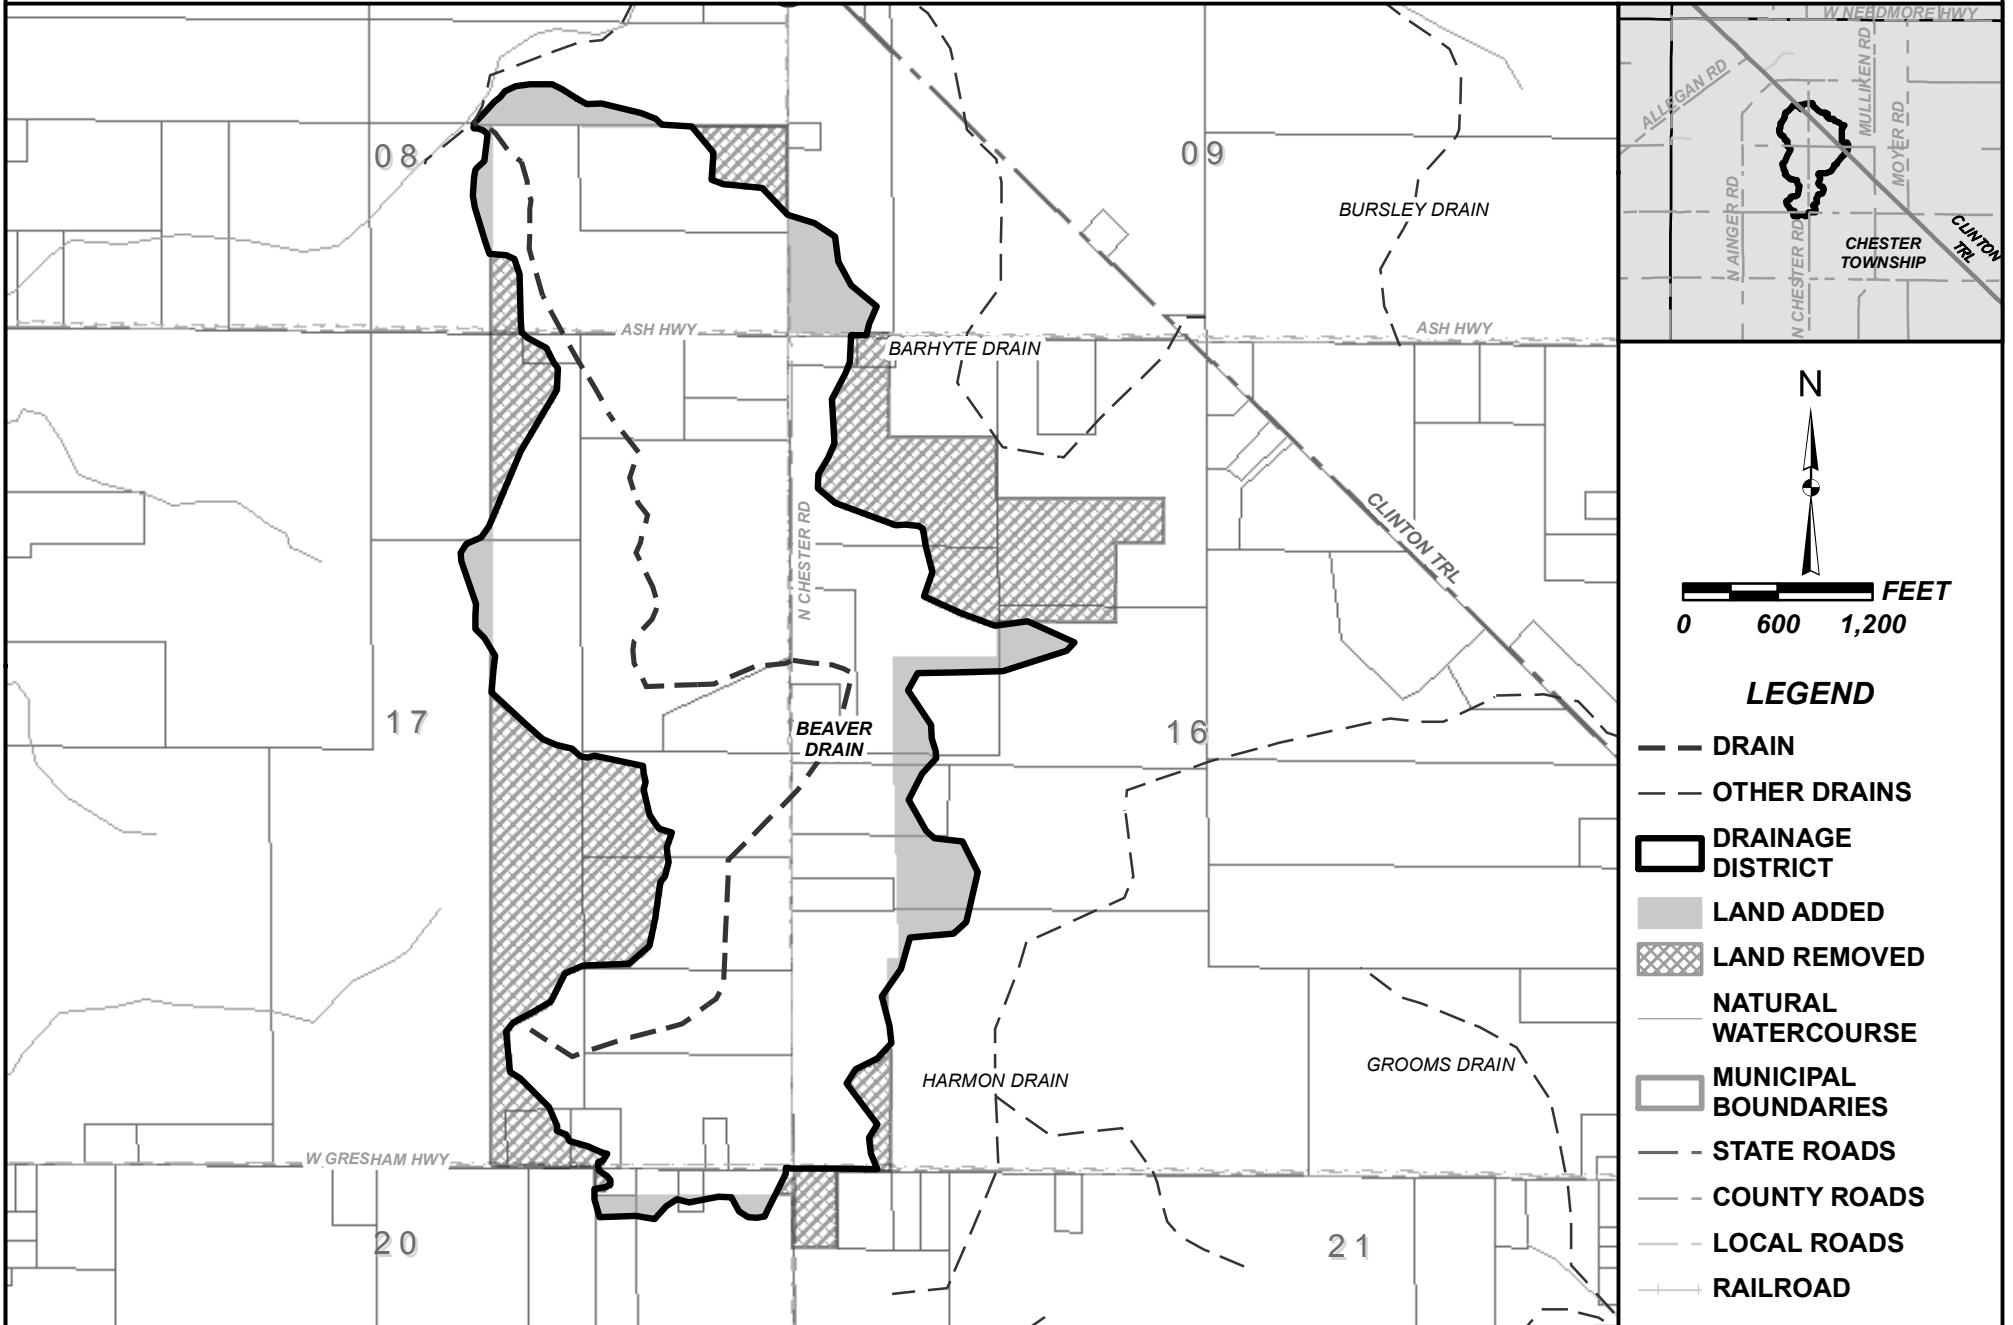 08
09
BURSLEY DRAIN
ASH HWY
ASH HWY
BARHYTE DRAIN
N CHESTER RD
CLINTON TRL
17
16
BEAVER
DRAIN
HARMON DRAIN
GROOMS DRAIN
W GRESHAM HWY
20
21
W NEEDMORE HWY
ALLEGAN RD
MULLIKEN RD
MOYER RD
N AINGER RD
N CHESTER RD
CHESTER
TOWNSHIP
CLINTON
TRL
N
FEET
0 600 1,200
LEGEND
DRAIN
OTHER DRAINS
DRAINAGE
DISTRICT
LAND ADDED
LAND REMOVED
NATURAL
WATERCOURSE
MUNICIPAL
BOUNDARIES
STATE ROADS
COUNTY ROADS
LOCAL ROADS
RAILROAD